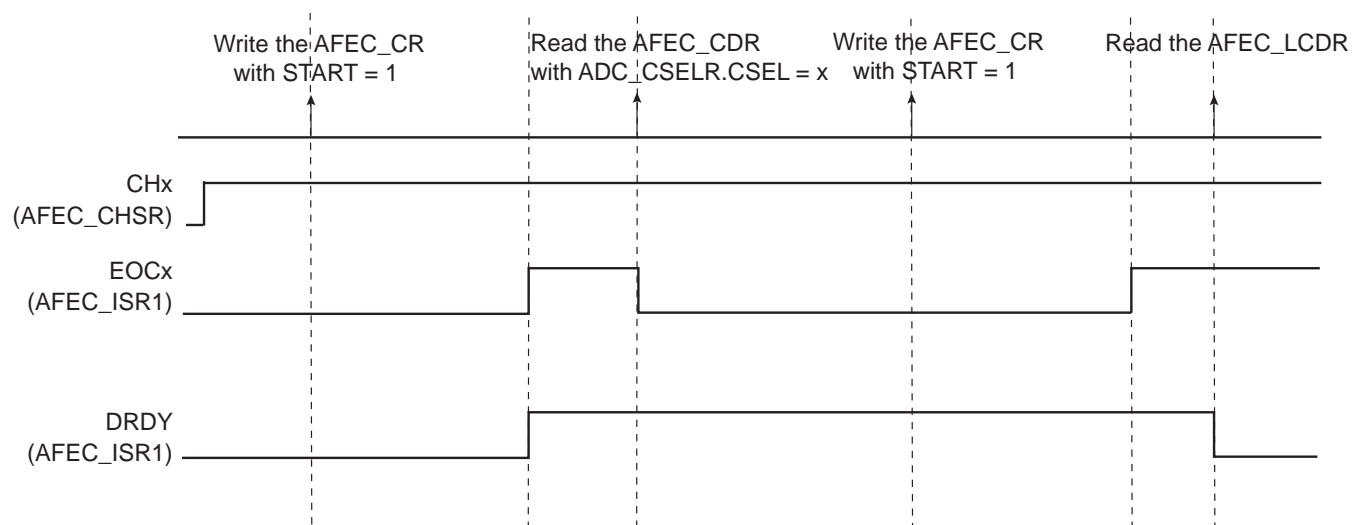 Write the AFEC_CR
with START = 1
Read the AFEC_CDR
with ADC_CSELR.CSEL = x
Write the AFEC_CR
with START = 1
Read the AFEC_LCDR
CHx
(AFEC_CHSR)
EOCx
(AFEC_ISR1)
DRDY
(AFEC_ISR1)